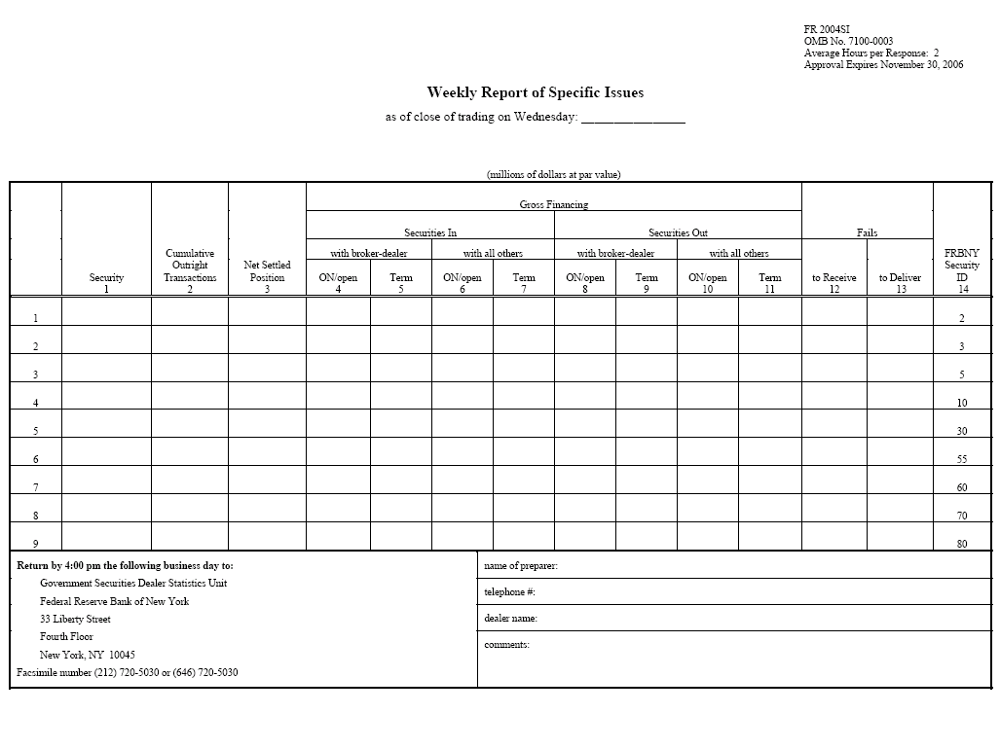 FR 2004SI
OMB No. 7100-0003
Average Hours per Response: 2
Approval Expires November 30, 2006
Weekly Report of Specific Issues
as of close of trading on Wednesday: ________________
(millions of dollars at par value)
Gross Financing
Securities In Securities Out Fails
Cumulative with broker-dealer with all others with broker-dealer with all others FRBNY
Outright Net Settled Security
Security Transactions Position ON/open Term ON/open Term ON/open Term ON/open Term to Receive to Deliver ID
1 2 3 4 5 6 7 8 9 10 11 12 13 14
1 2
2 3
3 5
4 10
5 30
6 55
7 60
8 70
9 80
Return by 4:00 pm the following business day to:
Government Securities Dealer Statistics Unit
Federal Reserve Bank of New York
33 Liberty Street
Fourth Floor
New York, NY 10045
Facsimile number (212) 720-5030 or (646) 720-5030
name of preparer:
telephone #:
dealer name:
comments: